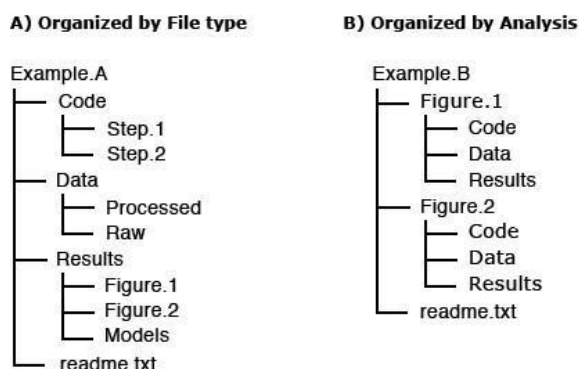 A) Organized by File type
Example.A
Code
Step.1
Step.2
Data
Processed
Raw
Results
Figure.1
Figure.2
Models
readme.txt
B) Organized by Analysis
Example.B
Figure.1
Code
Data
Results
Figure.2
Code
Data
Results
readme.txt